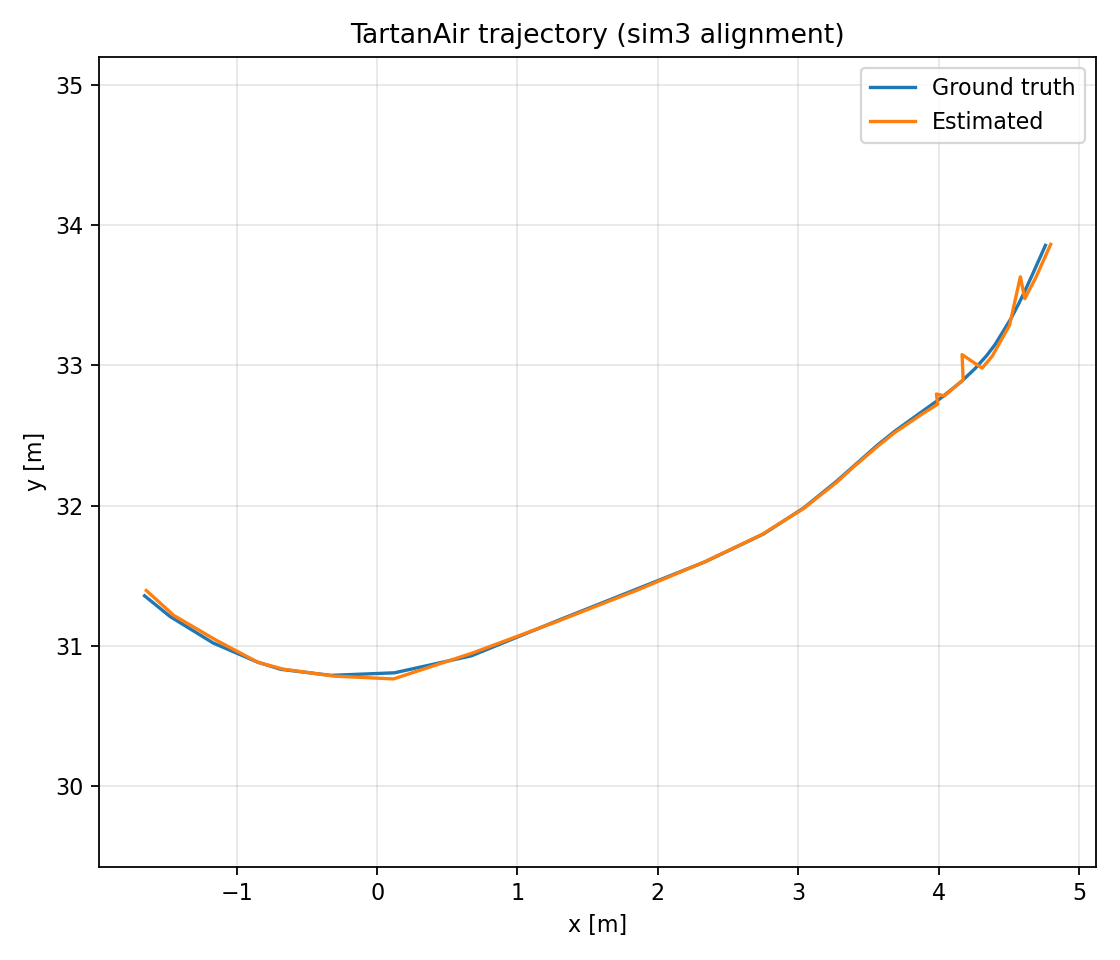 TartanAir trajectory (sim3 alignment)
Ground truth
Estimated
35
34
33
32
31
30
y [m]
−1
0
1
2
3
4
5
x [m]